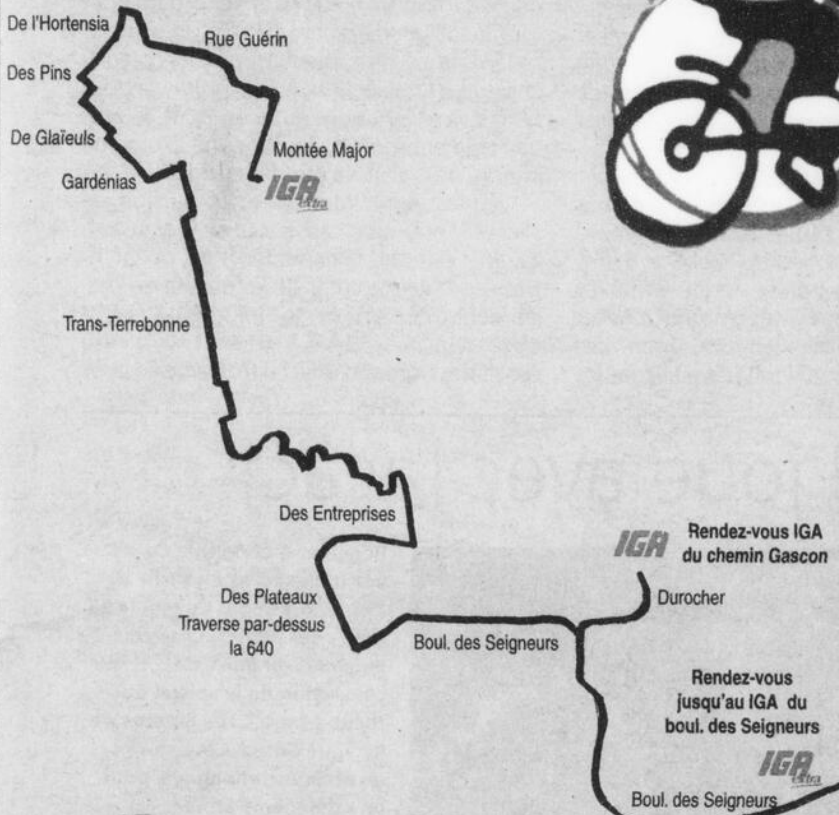 De l'Hortensia
Rue Guérin
Des Pins
De Glaïeuls
Montée Major
Gardénias
IGA
extra
Trans-Terrebonne
Des Entreprises
IGA
Rendez-vous IGA
du chemin Gascon
Des Plateaux
Traverse par-dessus
la 640
Durocher
Boul. des Seigneurs
Rendez-vous
jusqu'au IGA du
boul. des Seigneurs
IGA
extra
Boul. des Seigneurs